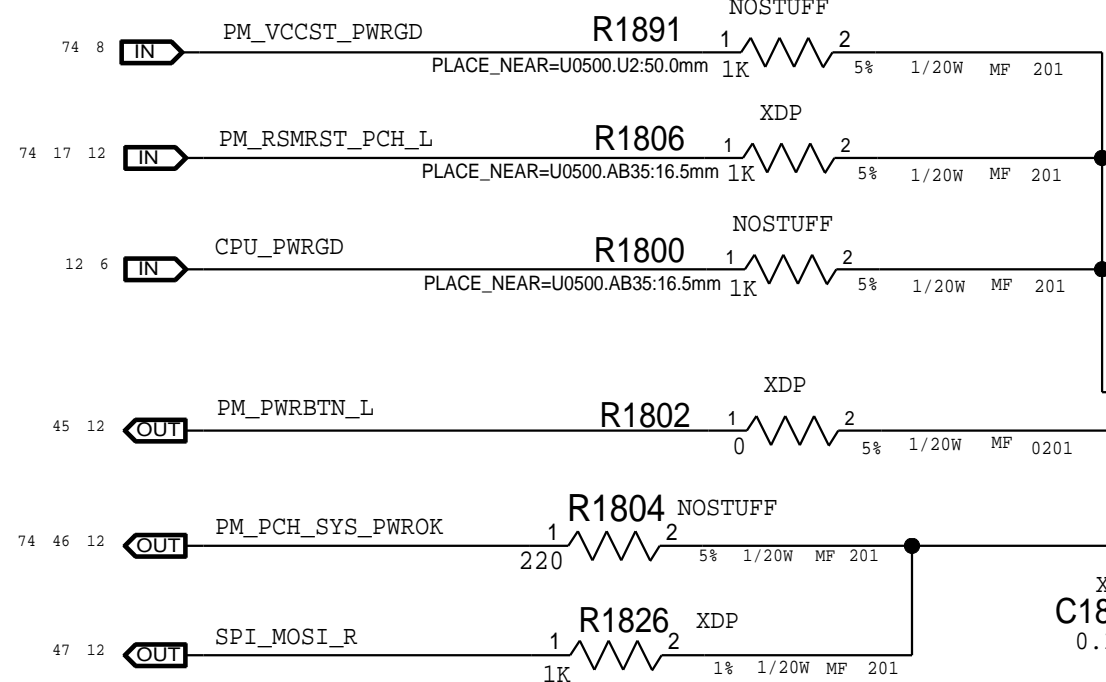 NOSTUFF
74 8 IN PM_VCCST_PWRGD R1891 1 2
PLACE_NEAR=U0500.U2:50.0mm 1K 5% 1/20W MF 201
XDP
74 17 12 IN PM_RSMRST_PCH_L R1806 1 2
PLACE_NEAR=U0500.AB35:16.5mm 1K 5% 1/20W MF 201
NOSTUFF
12 6 IN CPU_PWRGD R1800 1 2
PLACE_NEAR=U0500.AB35:16.5mm 1K 5% 1/20W MF 201
XDP
45 12 OUT PM_PWRBTN_L R1802 1 2
0 5% 1/20W MF 0201
R1804 NOSTUFF
74 46 12 OUT PM_PCH_SYS_PWROK 1 2
220 5% 1/20W MF 201
R1826 XDP
47 12 OUT SPI_MOSI_R 1 2
1K 1% 1/20W MF 201
C18
0.